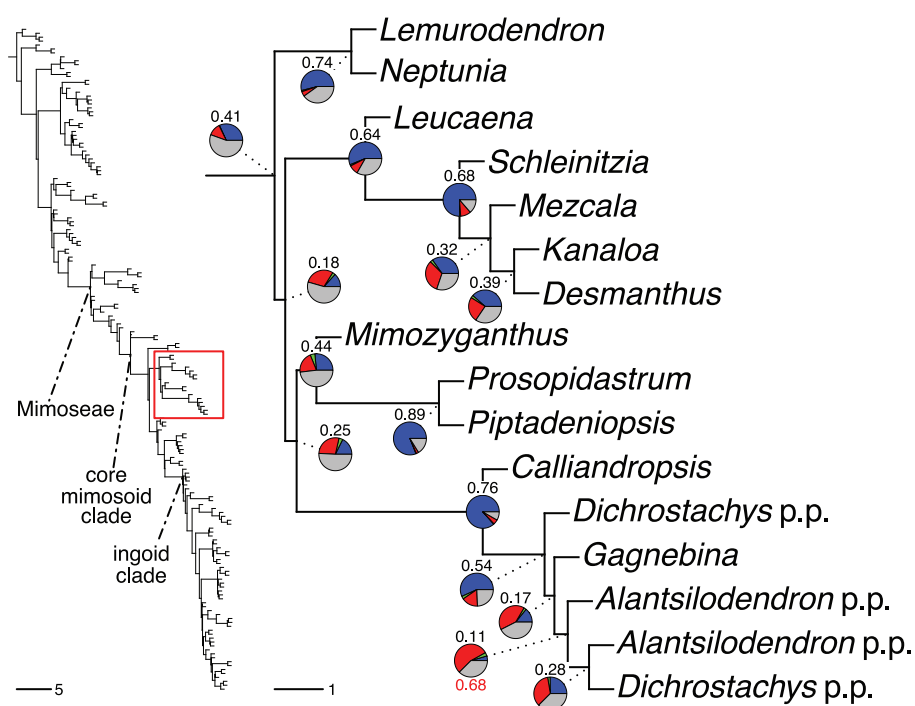 Lemurodendron
0.74
Neptunia
0.41
Leucaena
0.64
Schleinitzia
0.68
Mezcala
0.32
Kanaloa
0.39
Desmanthus
0.18
Mimozyganthus
0.44
Prosopidastrum
0.89
Piptadeniopsis
0.25
Calliandropsis
0.76
Dichrostachys p.p.
0.54
Gagnebina
0.17
Alantsilodendron p.p.
0.11
0.68
Alantsilodendron p.p.
0.28
Dichrostachys p.p.
Mimoseae
core
mimosoid
clade
ingoid
clade
5
1